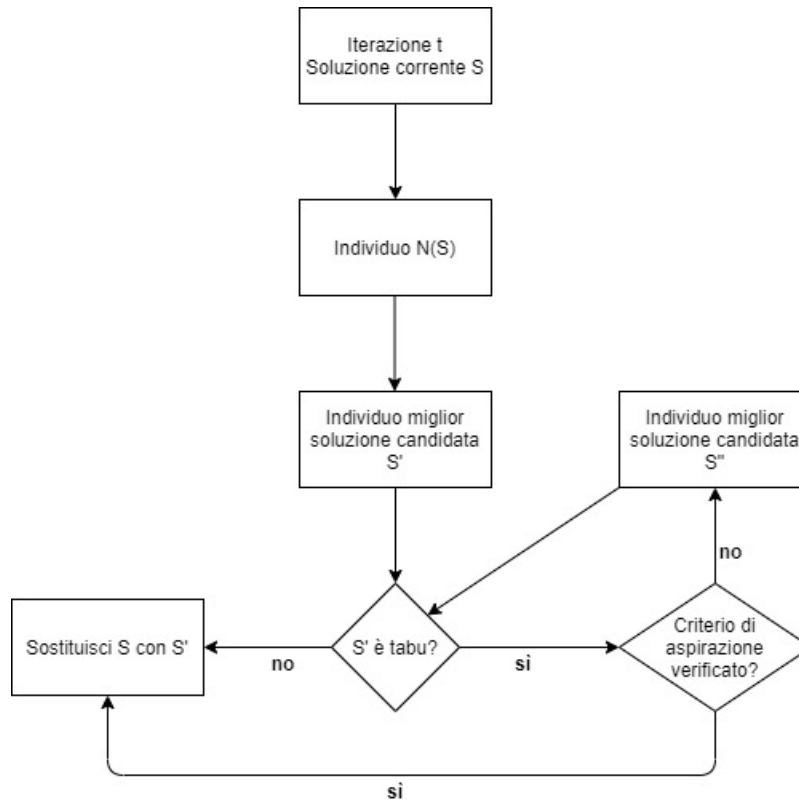 Iterazione t
Soluzione corrente S
Individuo N(S)
Individuo miglior
soluzione candidata
S'
Individuo miglior
soluzione candidata
S"
no
Sostituisci S con S'
no
S' è tabu?
sì
Criterio di
aspirazione
verificato?
sì